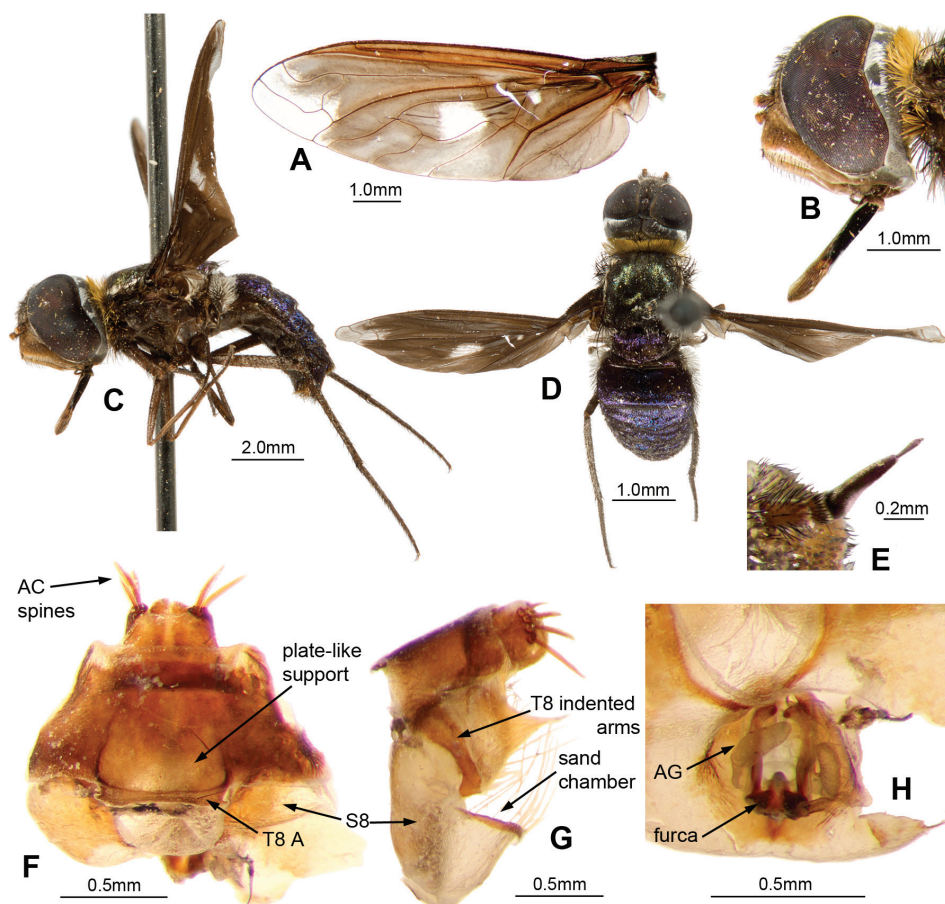 A
1.0mm
B
1.0mm
C
2.0mm
D
1.0mm
E
0.2mm
AC
spines
plate-like
support
T8 A
S8
F
0.5mm
T8 indented
arms
sand
chamber
G
0.5mm
AG
furca
H
0.5mm